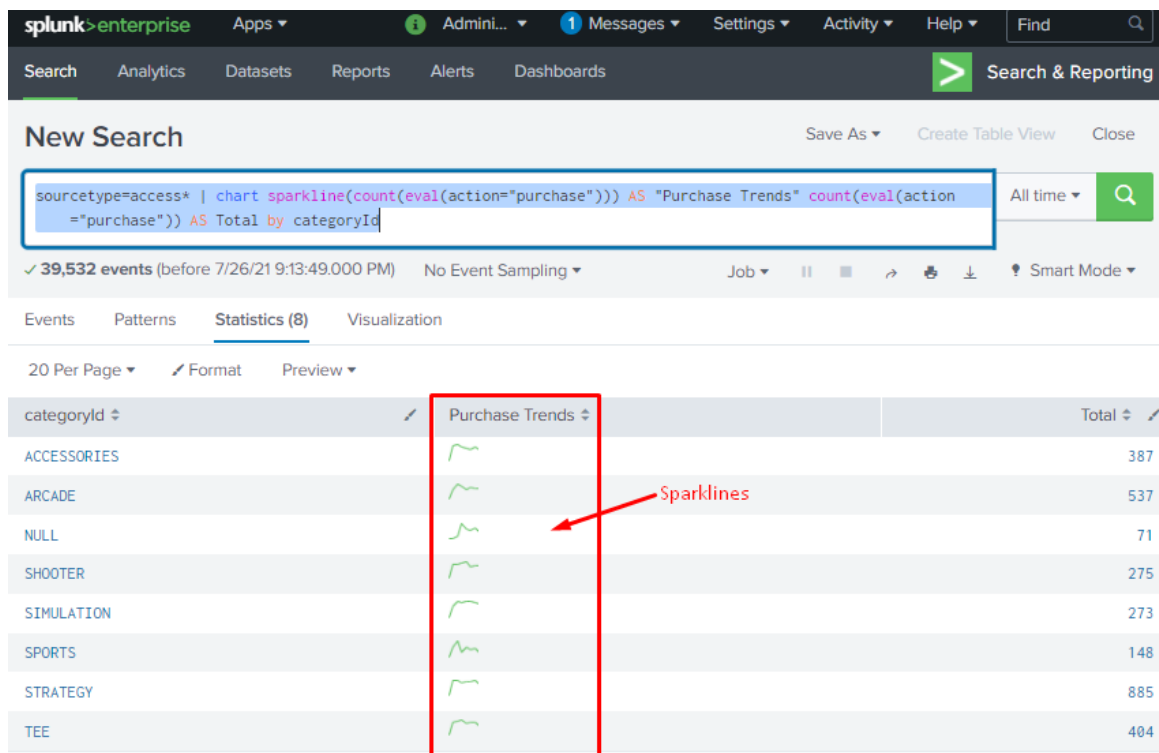 splunk>enterprise Apps Admini... 1 Messages Settings Activity Help Find
Search Analytics Datasets Reports Alerts Dashboards Search & Reporting
New Search Save As Create Table View Close
sourcetype=access* | chart sparkline(count(eval(action="purchase"))) AS "Purchase Trends" count(eval(action All time
="purchase")) AS Total by categoryId
39,532 events (before 7/26/21 9:13:49.000 PM) No Event Sampling Job Smart Mode
Events Patterns Statistics (8) Visualization
20 Per Page Format Preview
categoryId Purchase Trends Total
ACCESSORIES 387
ARCADE Sparklines 537
NULL 71
SHOOTER 275
SIMULATION 273
SPORTS 148
STRATEGY 885
TEE 404